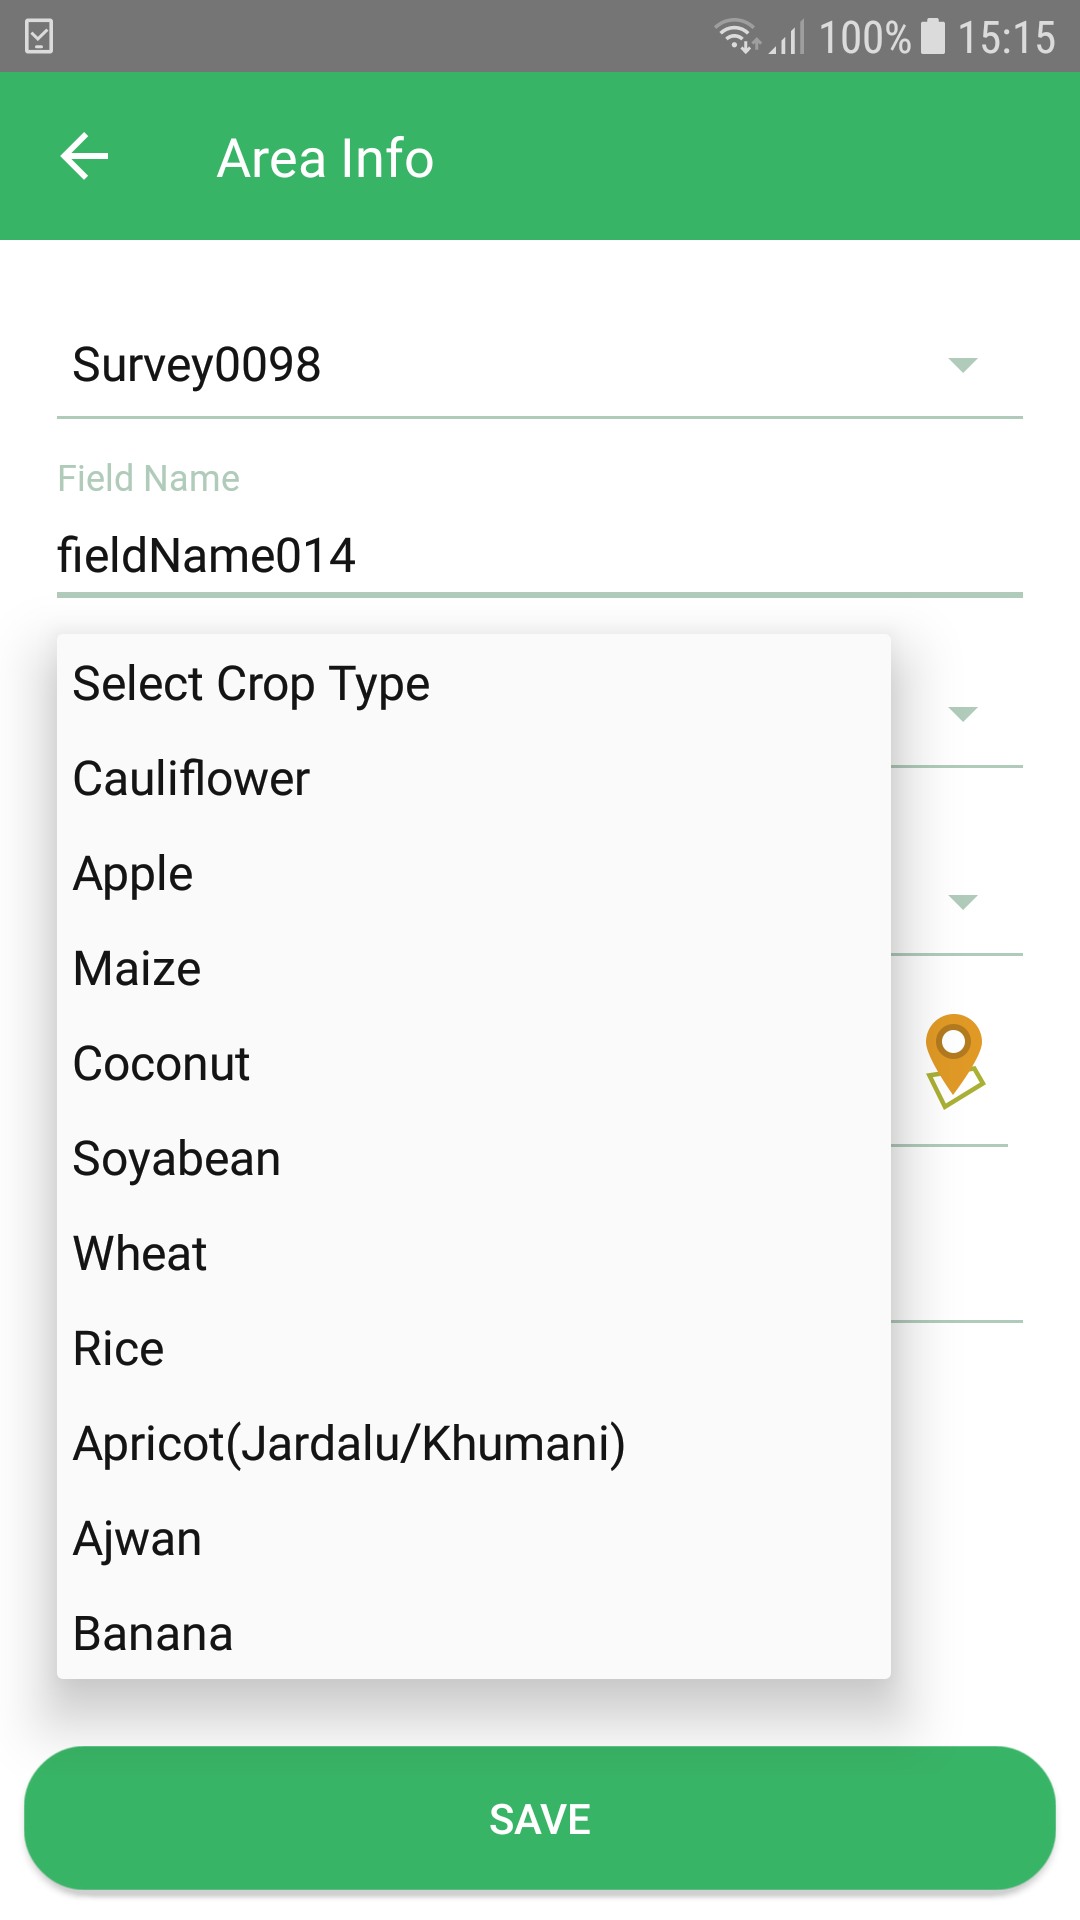 100% 15:15
Area Info
Survey0098
Field Name
fieldName014
Select Crop Type
Cauliflower
Apple
Maize
Coconut
Soyabean
Wheat
Rice
Apricot(Jardalu/Khumani)
Ajwan
Banana
SAVE